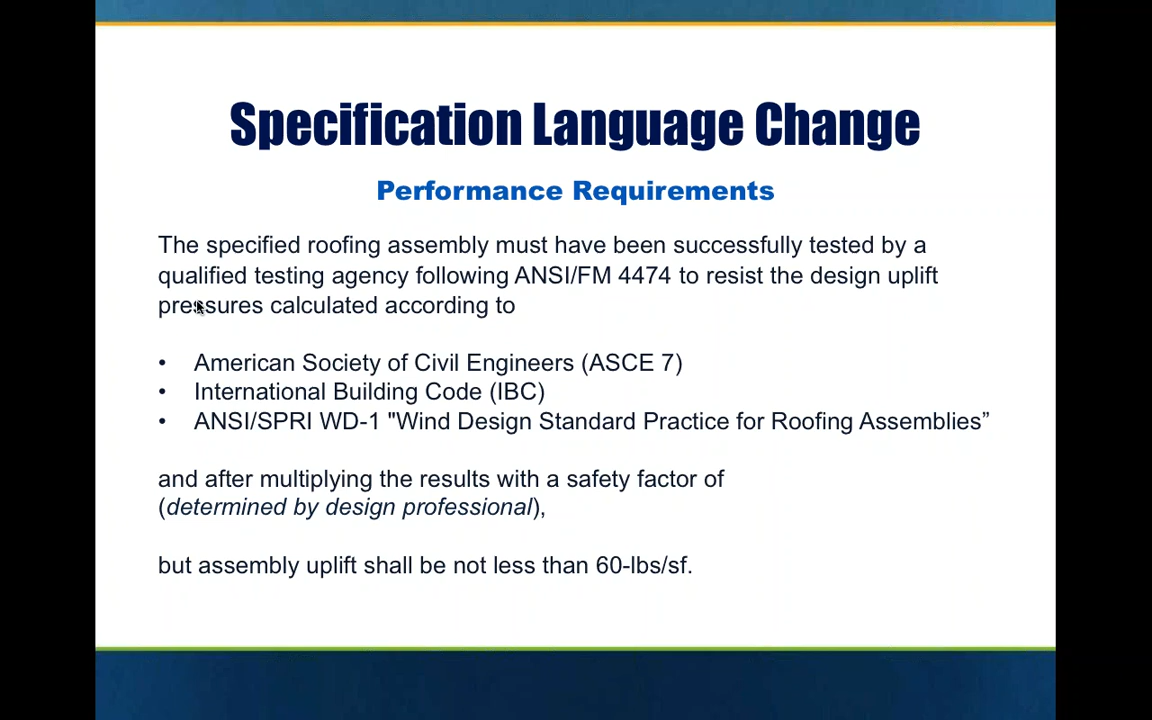 Specification Language Change
Performance Requirements
The specified roofing assembly must have been successfully tested by a
qualified testing agency following ANSI/FM 4474 to resist the design uplift
pressures calculated according to
• American Society of Civil Engineers (ASCE 7)
• International Building Code (IBC)
• ANSI/SPRI WD-1 "Wind Design Standard Practice for Roofing Assemblies”
and after multiplying the results with a safety factor of
(determined by design professional),
but assembly uplift shall be not less than 60-lbs/sf.